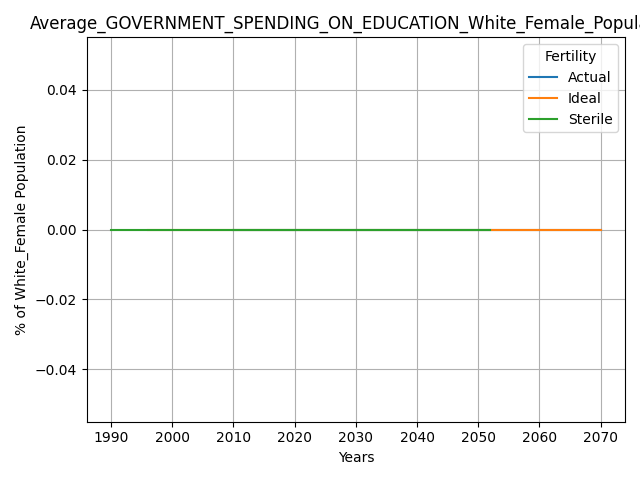 Average_GOVERNMENT_SPENDING_ON_EDUCATION_White_Female_Popula
Fertility
Actual
Ideal
Sterile
% of White_Female Population
0.04
0.02
0.00
−0.02
−0.04
1990 2000 2010 2020 2030 2040 2050 2060 2070
Years